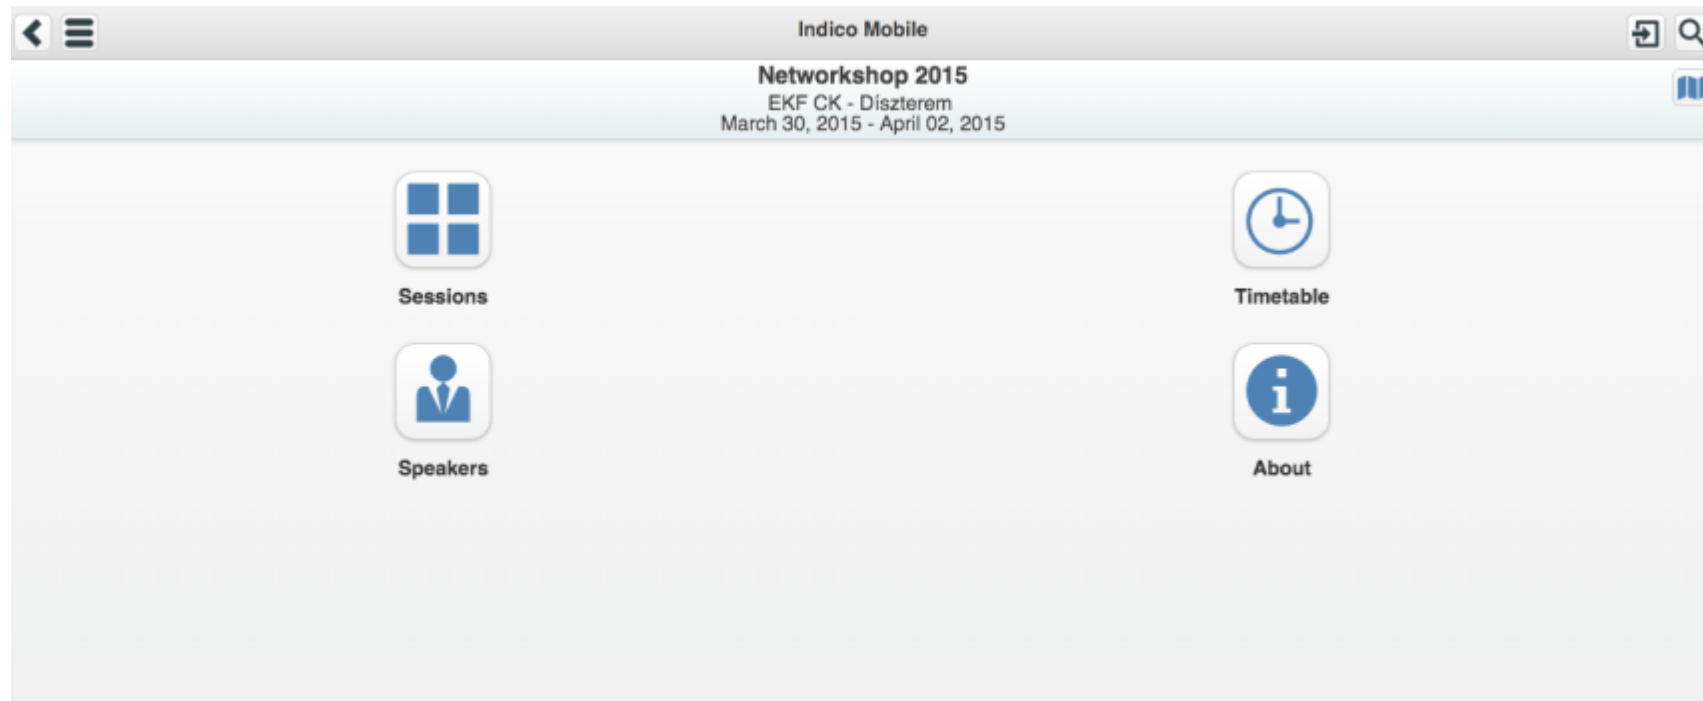 Indico Mobile
Networkshop 2015
EKF CK - Díszterem
March 30, 2015 - April 02, 2015
Sessions
Timetable
Speakers
About